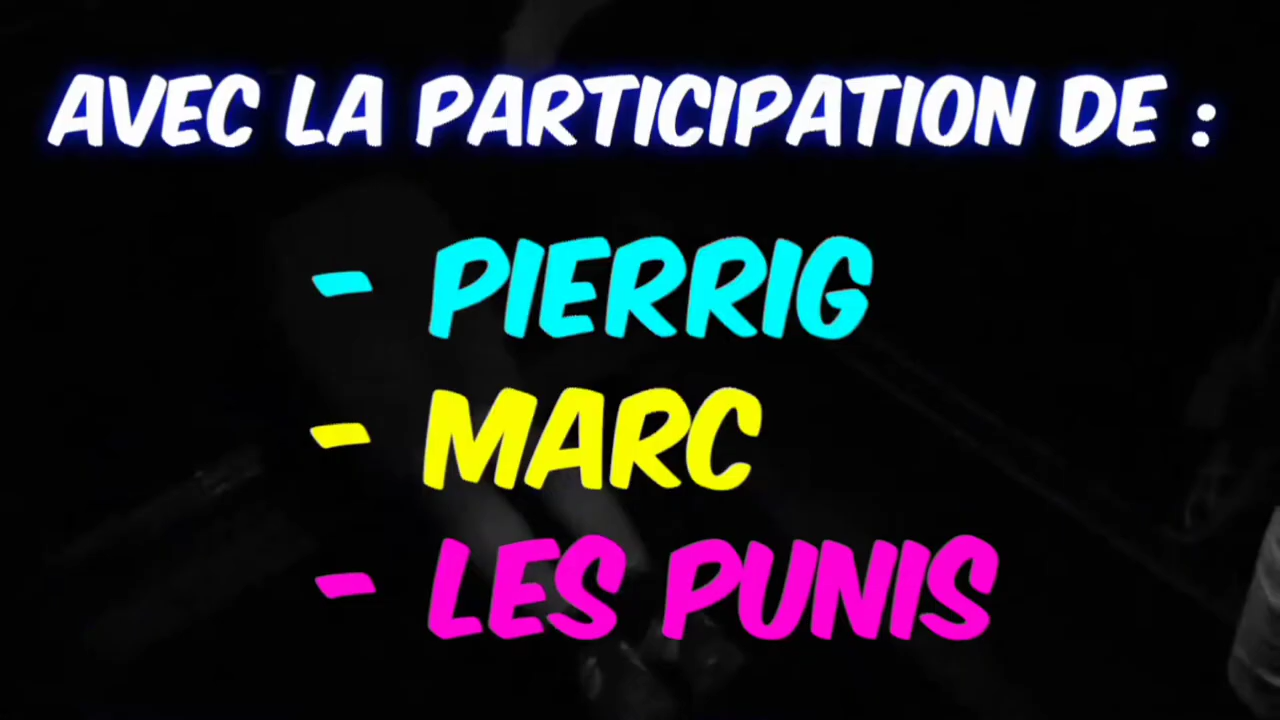 AVEC LA PARTICIPATION DE :
- PIERRIG
- MARC
- LES PUNIS